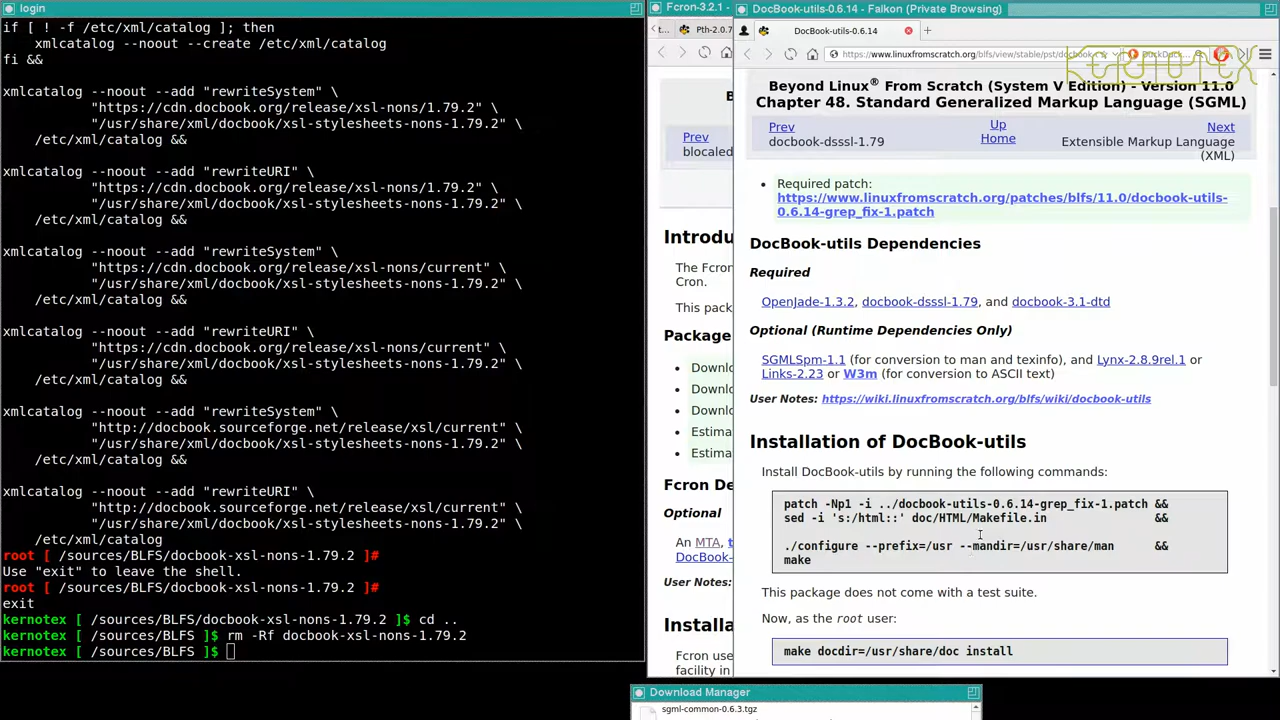 login
if [ ! -f /etc/xml/catalog ]; then
xmlcatalog --noout --create /etc/xml/catalog
fi &&
xmlcatalog --noout --add "rewriteSystem" \
"https://cdn.docbook.org/release/xsl-nons/1.79.2" \
"/usr/share/xml/docbook/xsl-stylesheets-nons-1.79.2" \
/etc/xml/catalog &&
xmlcatalog --noout --add "rewriteURI" \
"https://cdn.docbook.org/release/xsl-nons/1.79.2" \
"/usr/share/xml/docbook/xsl-stylesheets-nons-1.79.2" \
/etc/xml/catalog &&
xmlcatalog --noout --add "rewriteSystem" \
"https://cdn.docbook.org/release/xsl-nons/current" \
"/usr/share/xml/docbook/xsl-stylesheets-nons-1.79.2" \
/etc/xml/catalog &&
xmlcatalog --noout --add "rewriteURI" \
"https://cdn.docbook.org/release/xsl-nons/current" \
"/usr/share/xml/docbook/xsl-stylesheets-nons-1.79.2" \
/etc/xml/catalog &&
xmlcatalog --noout --add "rewriteSystem" \
"http://docbook.sourceforge.net/release/xsl/current" \
"/usr/share/xml/docbook/xsl-stylesheets-nons-1.79.2" \
/etc/xml/catalog &&
xmlcatalog --noout --add "rewriteURI" \
"http://docbook.sourceforge.net/release/xsl/current" \
"/usr/share/xml/docbook/xsl-stylesheets-nons-1.79.2" \
/etc/xml/catalog
root [ /sources/BLFS/docbook-xsl-nons-1.79.2 ]#
Use "exit" to leave the shell.
root [ /sources/BLFS/docbook-xsl-nons-1.79.2 ]#
exit
kernotex [ /sources/BLFS/docbook-xsl-nons-1.79.2 ]$ cd ..
kernotex [ /sources/BLFS ]$ rm -Rf docbook-xsl-nons-1.79.2
kernotex [ /sources/BLFS ]$
Fcron-3.2.1 -
t...
Pth-2.0.7
B
Prev
blocaled
Introdu
The Fcron
Cron.
This pack
Package
Downlo
Downlo
Downlo
Estima
Estima
Fcron De
Optional
An MTA, t
DocBook-
User Notes:
Installa
Fcron use
facility in
DocBook-utils-0.6.14 - Falkon (Private Browsing)
DocBook-utils-0.6.14
https://www.linuxfromscratch.org/blfs/view/stable/pst/docbook-
DuckDuck...
Beyond Linux® From Scratch (System V Edition) - Version 11.0
Chapter 48. Standard Generalized Markup Language (SGML)
Prev
docbook-dsssl-1.79
Up
Home
Next
Extensible Markup Language
(XML)
Required patch:
https://www.linuxfromscratch.org/patches/blfs/11.0/docbook-utils-
0.6.14-grep_fix-1.patch
DocBook-utils Dependencies
Required
OpenJade-1.3.2, docbook-dsssl-1.79, and docbook-3.1-dtd
Optional (Runtime Dependencies Only)
SGMLSpm-1.1 (for conversion to man and texinfo), and Lynx-2.8.9rel.1 or
Links-2.23 or W3m (for conversion to ASCII text)
User Notes: https://wiki.linuxfromscratch.org/blfs/wiki/docbook-utils
Installation of DocBook-utils
Install DocBook-utils by running the following commands:
patch -Np1 -i ../docbook-utils-0.6.14-grep_fix-1.patch &&
sed -i 's:/html::' doc/HTML/Makefile.in &&
./configure --prefix=/usr --mandir=/usr/share/man &&
make
This package does not come with a test suite.
Now, as the root user:
make docdir=/usr/share/doc install
Download Manager
sgml-common-0.6.3.tgz